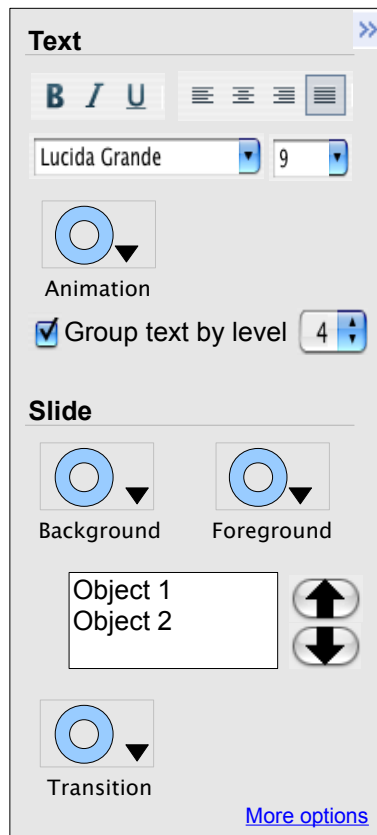 Text
B I U
Lucida Grande 9
Animation
Group text by level 4
Slide
Background Foreground
Object 1
Object 2
Transition
More options